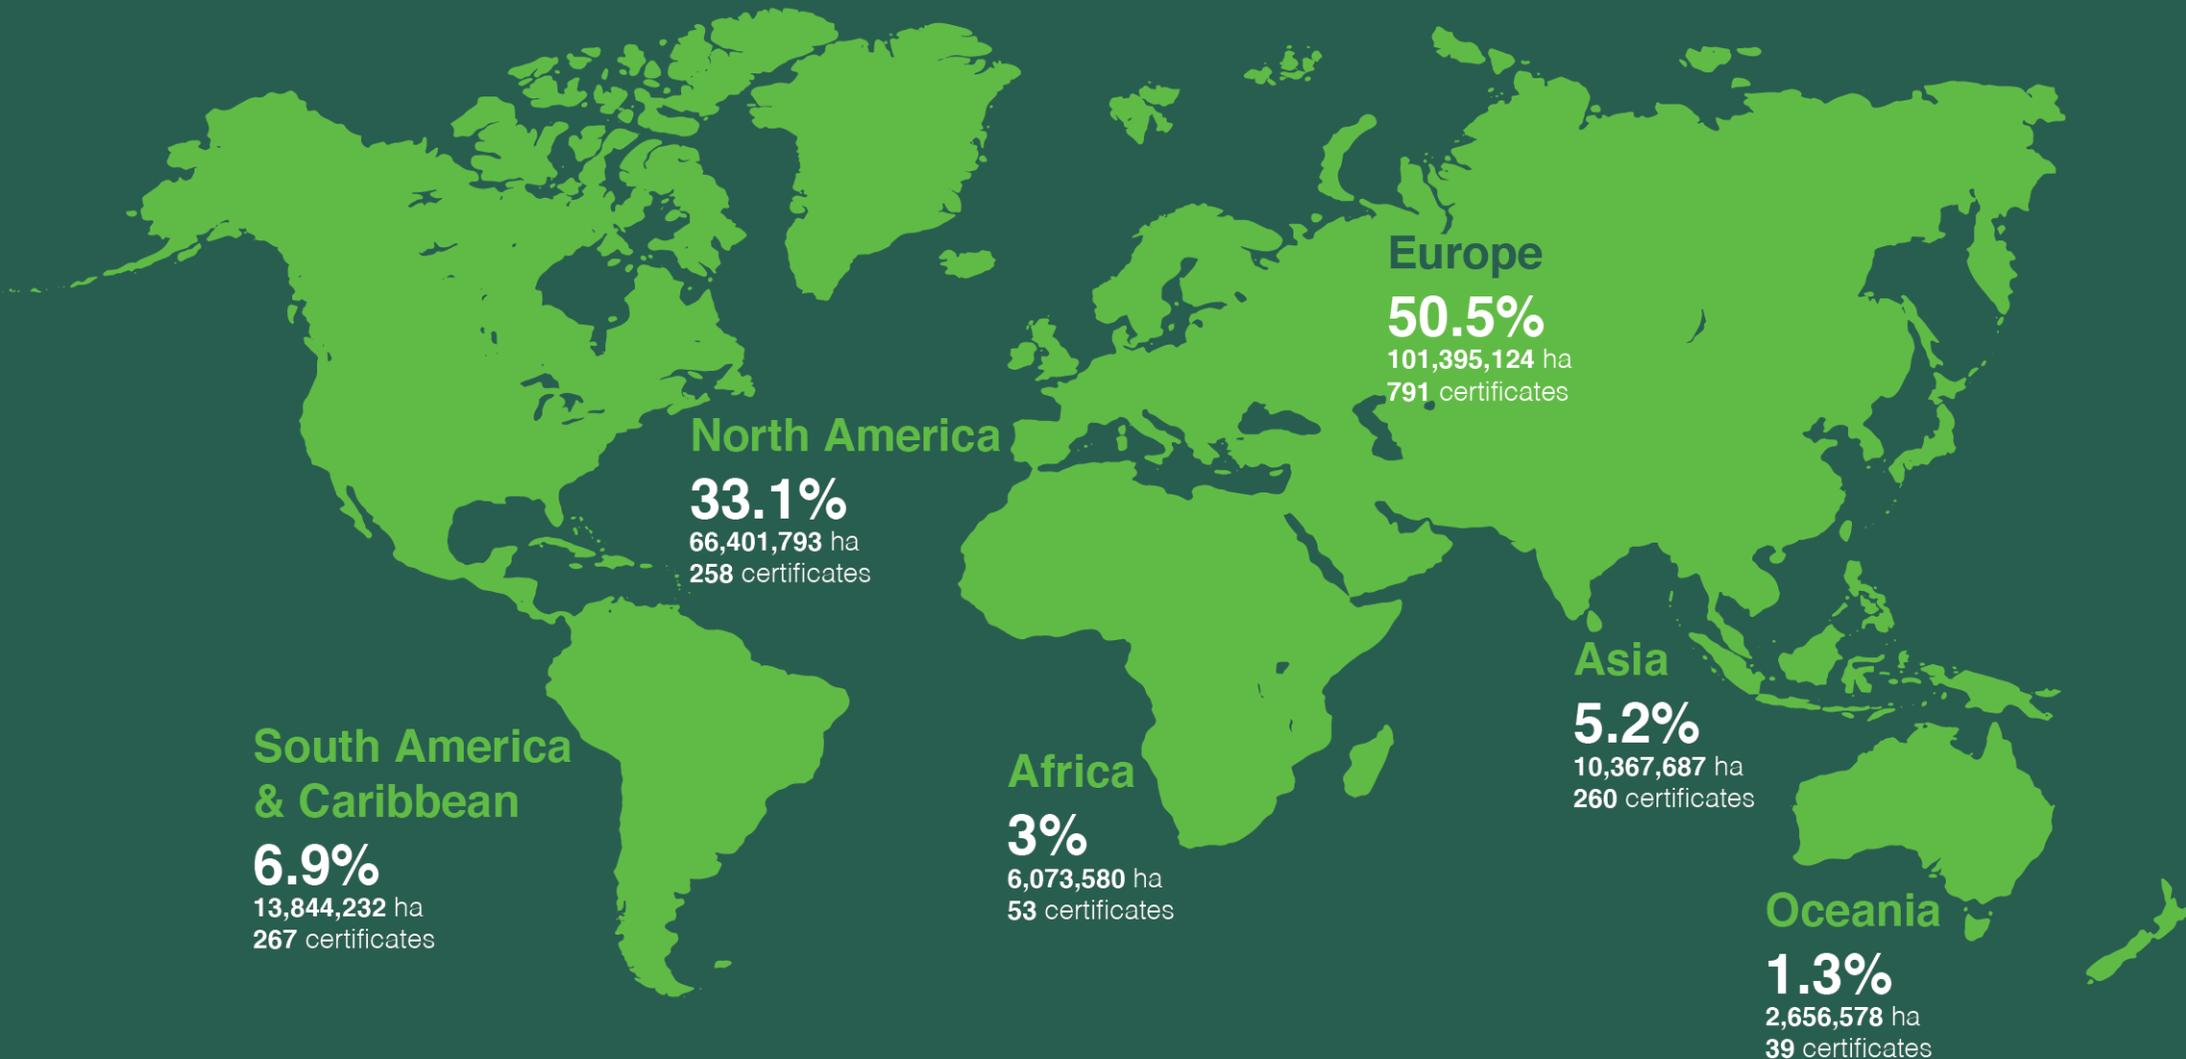 Europe
50.5%
101,395,124 ha
791 certificates
North America
33.1%
66,401,793 ha
258 certificates
Asia
5.2%
10,367,687 ha
260 certificates
South America
& Caribbean
6.9%
13,844,232 ha
267 certificates
Africa
3%
6,073,580 ha
53 certificates
Oceania
1.3%
2,656,578 ha
39 certificates